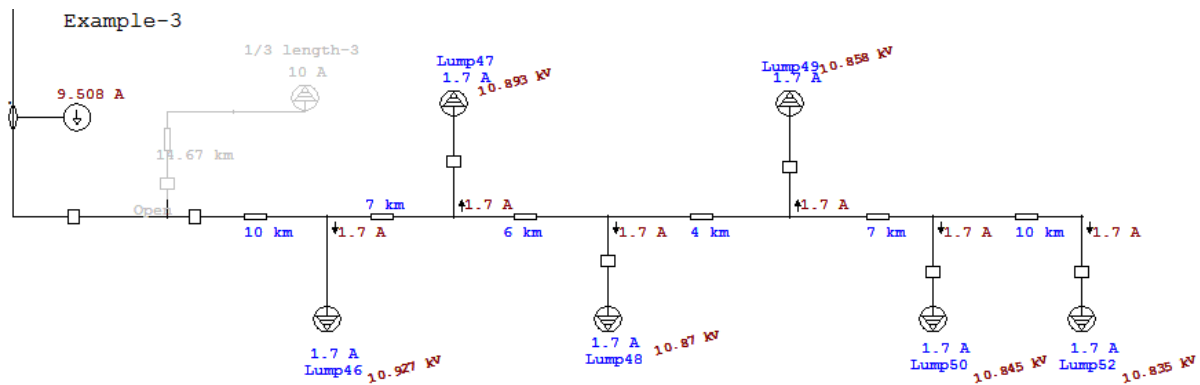 Example-3
1/3 length-3
10 A
9.508 A
14.67 km
Open
Lump47
1.7 A
10.893 kV
Lump49
1.7 A
10.858 kV
10 km
1.7 A
7 km
1.7 A
6 km
1.7 A
4 km
1.7 A
7 km
1.7 A
10 km
1.7 A
1.7 A
Lump46
10.927 kV
1.7 A
Lump48
10.87 kV
1.7 A
Lump50
10.845 kV
1.7 A
Lump52
10.835 kV